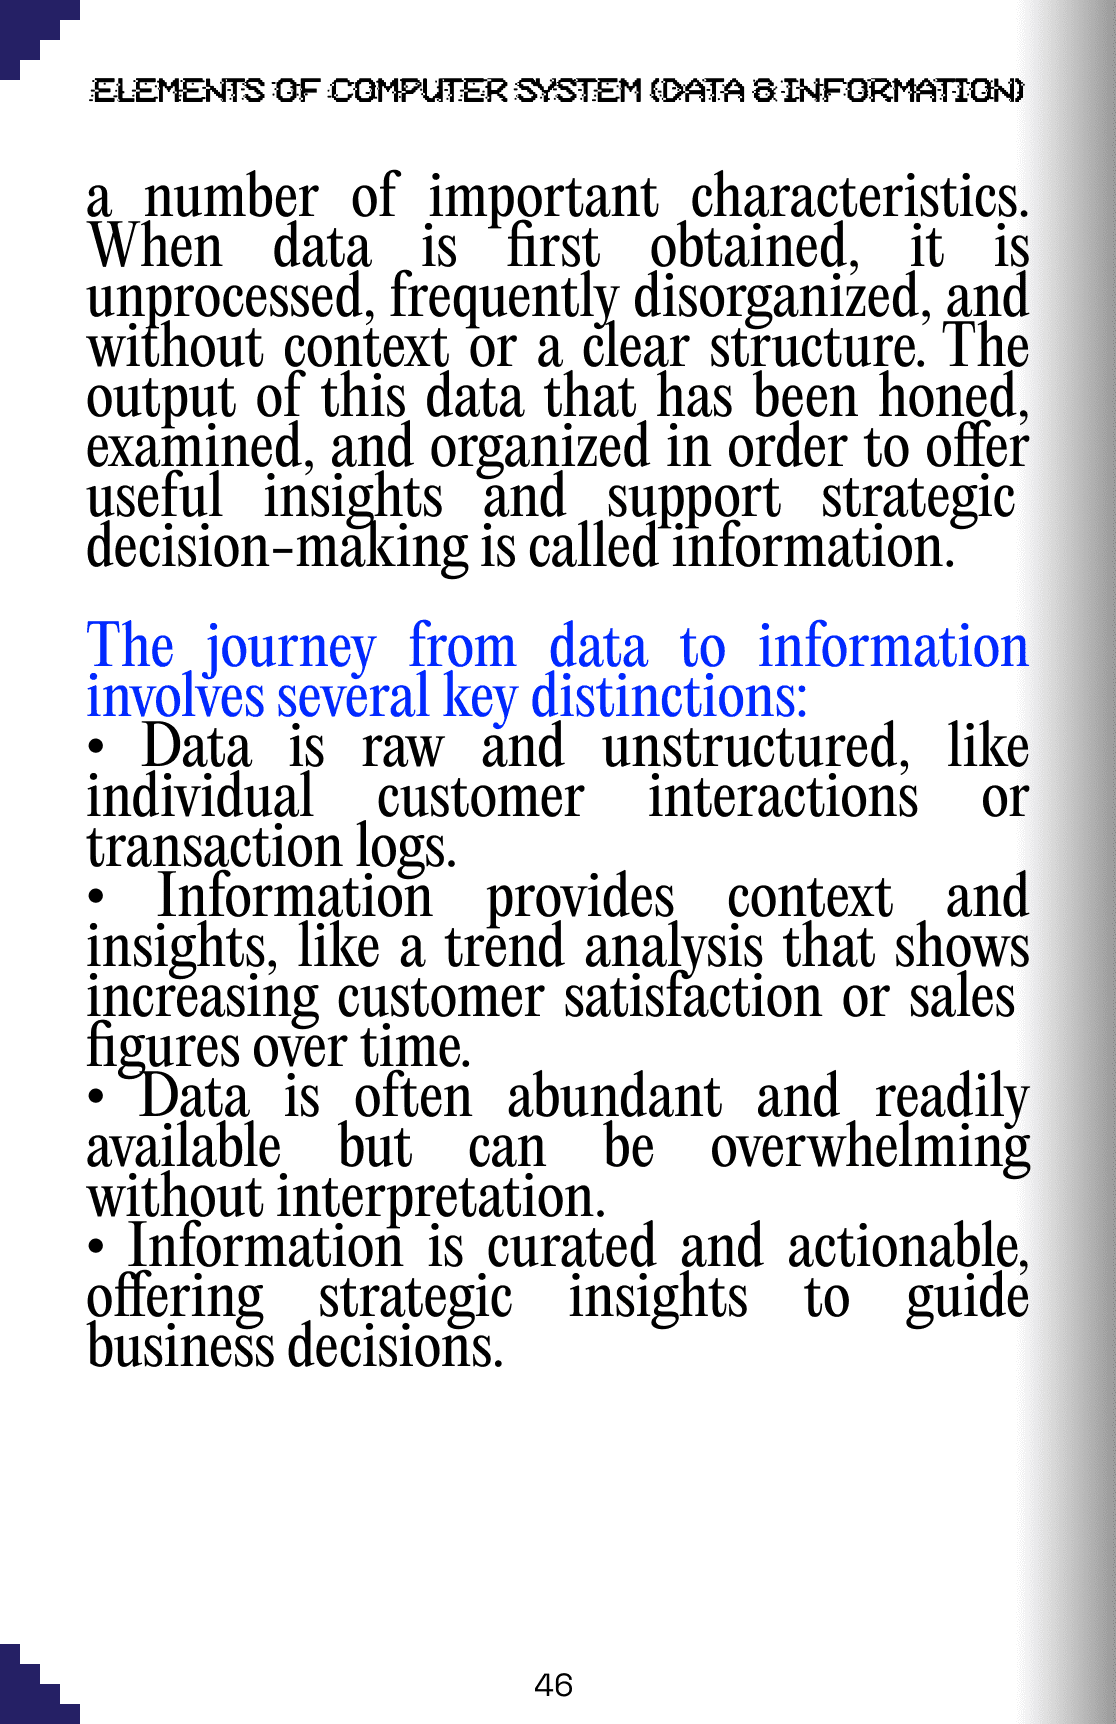 ELEMENTS OF COMPUTER SYSTEM (DATA & INFORMATION)
a number of important characteristics.
When data is first obtained, it is
unprocessed, frequently disorganized, and
without context or a clear structure. The
output of this data that has been honed,
examined, and organized in order to offer
useful insights and support strategic
decision-making is called information.
The journey from data to information
involves several key distinctions:
• Data is raw and unstructured, like
individual customer interactions or
transaction logs.
• Information provides context and
insights, like a trend analysis that shows
increasing customer satisfaction or sales
figures over time.
• Data is often abundant and readily
available but can be overwhelming
without interpretation.
• Information is curated and actionable,
offering strategic insights to guide
business decisions.
46